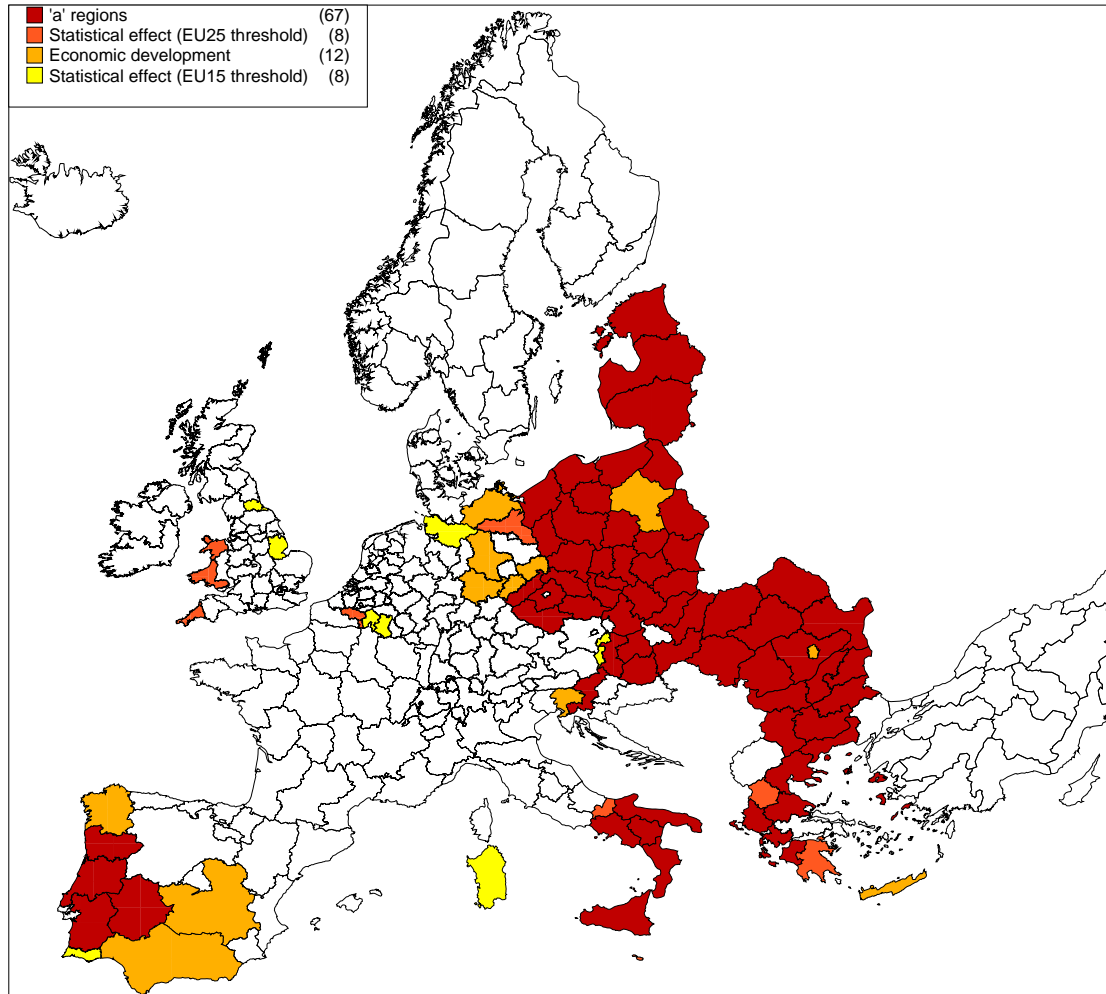 'a' regions (67)
Statistical effect (EU25 threshold) (8)
Economic development (12)
Statistical effect (EU15 threshold) (8)